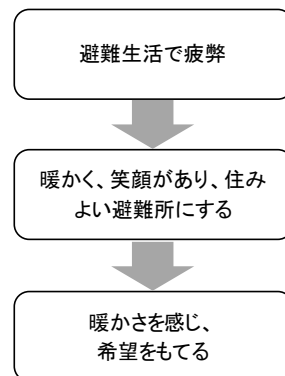 避難生活で疲弊
暖かく、笑顔があり、住み
よい避難所にする
暖かさを感じ、
希望をもてる